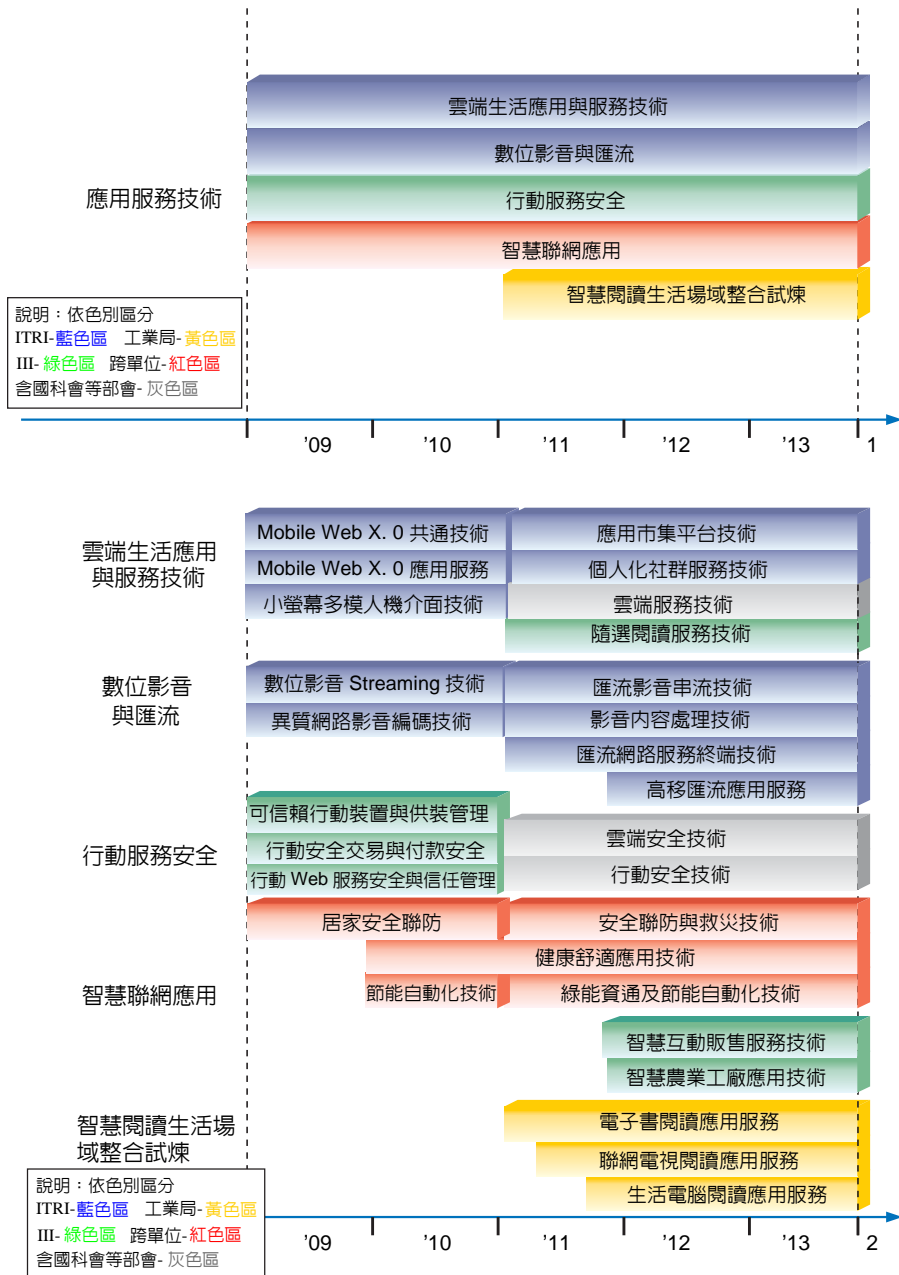 雲端生活應用與服務技術
數位影音與匯流
應用服務技術
行動服務安全
智慧聯網應用
智慧閱讀生活場域整合試煉
說明：依色別區分
ITRI-藍色區 工業局-黃色區
III-綠色區 跨單位-紅色區
含國科會等部會-灰色區
'09 '10 '11 '12 '13 1
雲端生活應用
與服務技術
Mobile Web X. 0 共通技術 應用市集平台技術
Mobile Web X. 0 應用服務 個人化社群服務技術
小螢幕多模人機介面技術 雲端服務技術
隨選閱讀服務技術
數位影音
與匯流
數位影音 Streaming 技術 匯流影音串流技術
異質網路影音編碼技術 影音內容處理技術
匯流網路服務終端技術
高移匯流應用服務
行動服務安全
可信賴行動裝置與供裝管理 雲端安全技術
行動安全交易與付款安全 行動安全技術
行動 Web 服務安全與信任管理
居家安全聯防 安全聯防與救災技術
健康舒適應用技術
智慧聯網應用
節能自動化技術 綠能資通及節能自動化技術
智慧互動販售服務技術
智慧農業工廠應用技術
智慧閱讀生活場
域整合試煉
電子書閱讀應用服務
聯網電視閱讀應用服務
生活電腦閱讀應用服務
說明：依色別區分
ITRI-藍色區 工業局-黃色區
III-綠色區 跨單位-紅色區
含國科會等部會-灰色區
'09 '10 '11 '12 '13 2